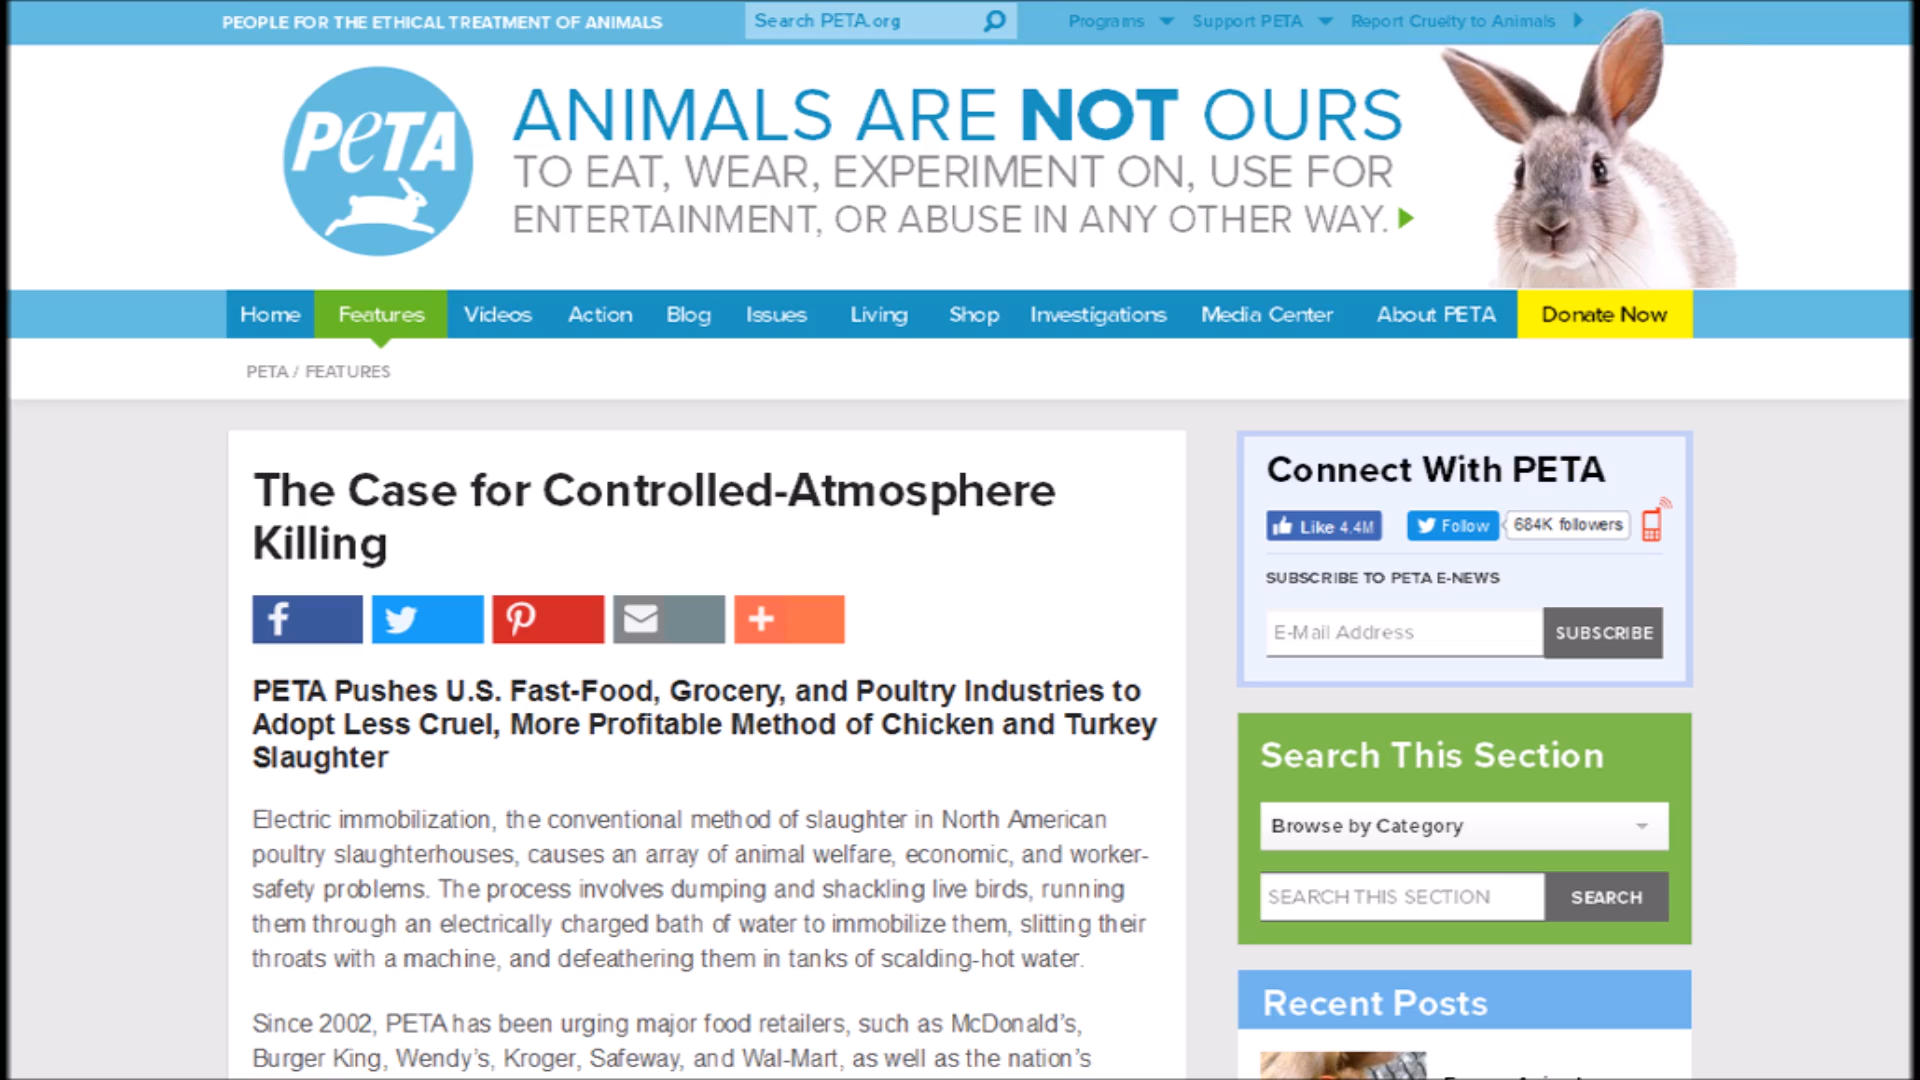 PEOPLE FOR THE ETHICAL TREATMENT OF ANIMALS
Search PETA.org
Programs
Support PETA
Report Cruelty to Animals
PeTA
ANIMALS ARE NOT OURS
TO EAT, WEAR, EXPERIMENT ON, USE FOR
ENTERTAINMENT, OR ABUSE IN ANY OTHER WAY.
Home
Features
Videos
Action
Blog
Issues
Living
Shop
Investigations
Media Center
About PETA
Donate Now
PETA / FEATURES
The Case for Controlled-Atmosphere
Killing
PETA Pushes U.S. Fast-Food, Grocery, and Poultry Industries to
Adopt Less Cruel, More Profitable Method of Chicken and Turkey
Slaughter
Electric immobilization, the conventional method of slaughter in North American
poultry slaughterhouses, causes an array of animal welfare, economic, and worker-
safety problems. The process involves dumping and shackling live birds, running
them through an electrically charged bath of water to immobilize them, slitting their
throats with a machine, and defeathering them in tanks of scalding-hot water.
Since 2002, PETA has been urging major food retailers, such as McDonald's,
Burger King, Wendy's, Kroger, Safeway, and Wal-Mart, as well as the nation's
Connect With PETA
Like 4.4M
Follow
684K followers
SUBSCRIBE TO PETA E-NEWS
E-Mail Address
SUBSCRIBE
Search This Section
Browse by Category
SEARCH THIS SECTION
SEARCH
Recent Posts